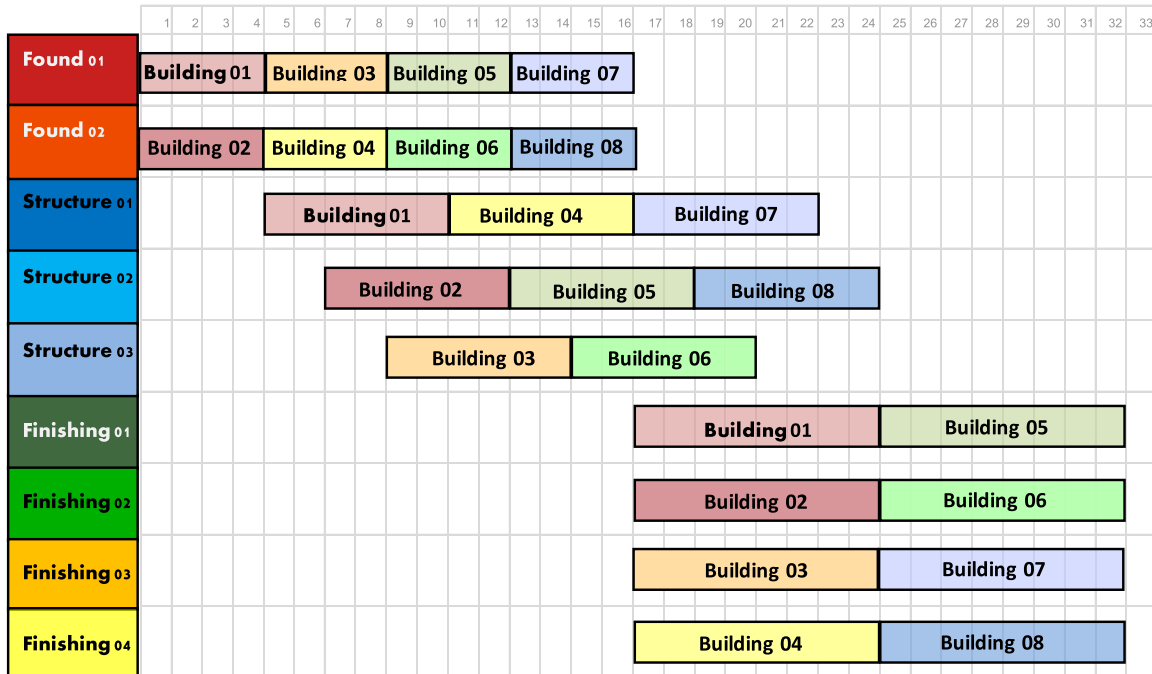 1 2 3 4 5 6 7 8 9 10 11 12 13 14 15 16 17 18 19 20 21 22 23 24 25 26 27 28 29 30 31 32 33
Found 01
Building 01 Building 03 Building 05 Building 07
Found 02
Building 02 Building 04 Building 06 Building 08
Structure 01
Building 01 Building 04 Building 07
Structure 02
Building 02 Building 05 Building 08
Structure 03
Building 03 Building 06
Finishing 01
Building 01 Building 05
Finishing 02
Building 02 Building 06
Finishing 03
Building 03 Building 07
Finishing 04
Building 04 Building 08